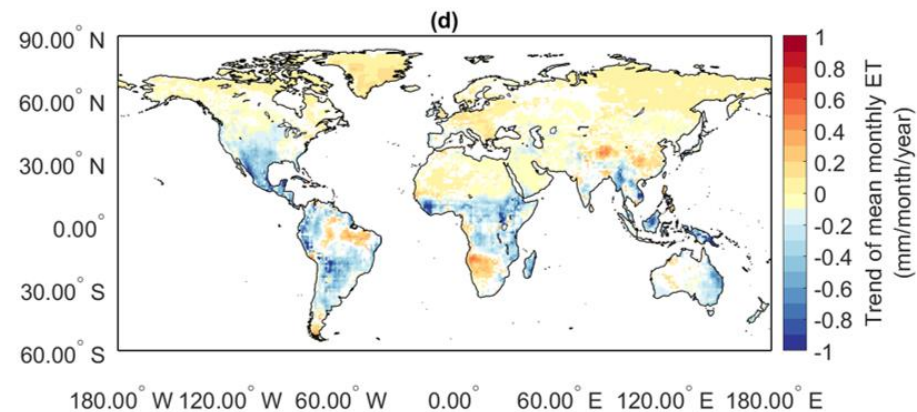 (d)
90.00° N
60.00° N
30.00° N
0.00°
30.00° S
60.00° S
180.00° W 120.00° W 60.00° W 0.00° 60.00° E 120.00° E 180.00° E
1
0.8
0.6
0.4
0.2
0
-0.2
-0.4
-0.6
-0.8
-1
Trend of mean monthly ET
(mm/month/year)